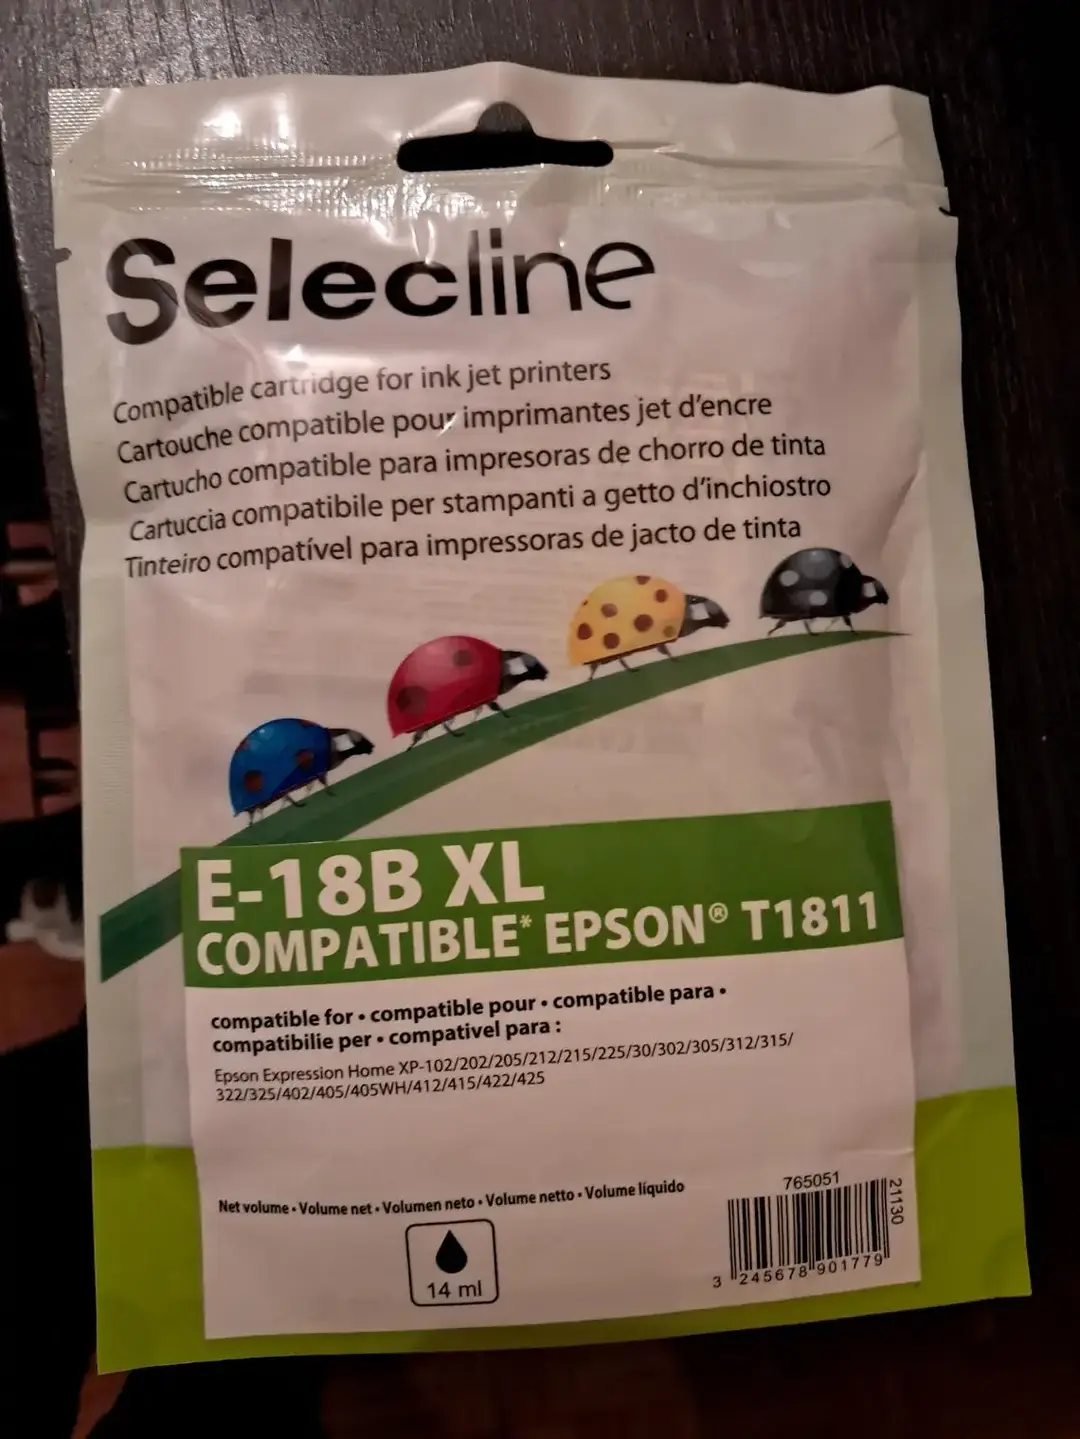 Selecline
Compatible cartridge for ink jet printers
Cartouche compatible pour imprimantes jet d'encre
Cartucho compatible para impresoras de chorro de tinta
Cartuccia compatibile per stampanti a getto d'inchiostro
Tinteiro compatível para impressoras de jacto de tinta
E-18B XL
COMPATIBLE* EPSON® T1811
compatible for • compatible pour • compatible para •
compatibilie per • compativel para :
Epson Expression Home XP-102/202/205/212/215/225/30/302/305/312/315/
322/325/402/405/405WH/412/415/422/425
Net volume • Volume net • Volumen neto • Volume netto • Volume líquido
14 ml
765051
21130
3 245678 901779